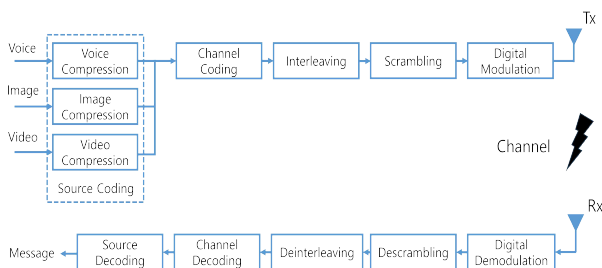 Tx
Voice
Voice
Compression
Channel
Coding
Interleaving
Scrambling
Digital
Modulation
Image
Image
Compression
Video
Video
Compression
Channel
Source Coding
Rx
Message
Source
Decoding
Channel
Decoding
Deinterleaving
Descrambling
Digital
Demodulation